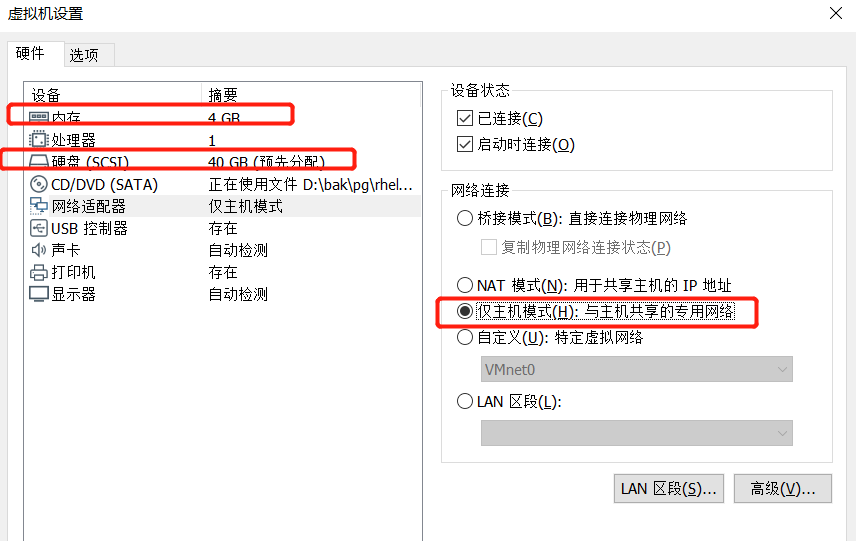 虚拟机设置
硬件 选项
设备 摘要
内存 4 GB
处理器 1
硬盘 (SCSI) 40 GB (预先分配)
CD/DVD (SATA) 正在使用文件 D:\bak\pg\rhel...
网络适配器 仅主机模式
USB 控制器 存在
声卡 自动检测
打印机 存在
显示器 自动检测
设备状态
已连接(C)
启动时连接(O)
网络连接
桥接模式(B): 直接连接物理网络
复制物理网络连接状态(P)
NAT 模式(N): 用于共享主机的 IP 地址
仅主机模式(H): 与主机共享的专用网络
自定义(U): 特定虚拟网络
VMnet0
LAN 区段(L):
LAN 区段(S)... 高级(V)...